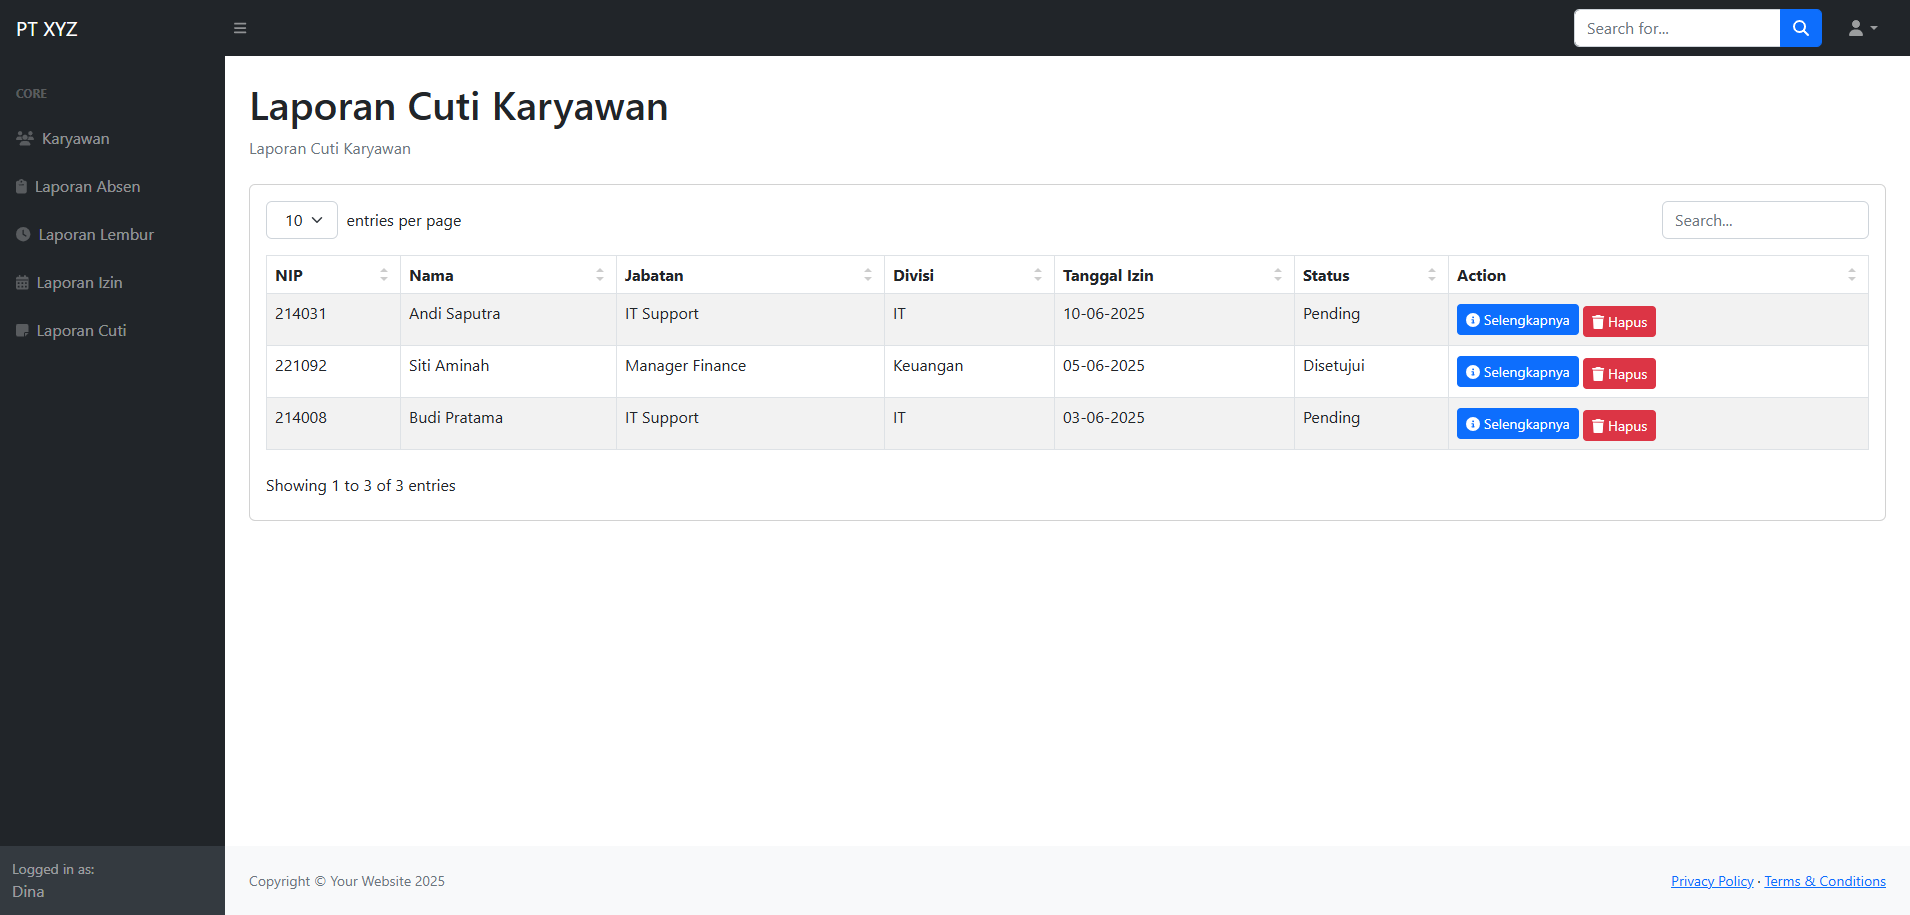 PT XYZ
Search for...
CORE
Karyawan
Laporan Absen
Laporan Lembur
Laporan Izin
Laporan Cuti
Logged in as:
Dina
Laporan Cuti Karyawan
Laporan Cuti Karyawan
10 entries per page
Search...
NIP Nama Jabatan Divisi Tanggal Izin Status Action
214031 Andi Saputra IT Support IT 10-06-2025 Pending Selengkapnya Hapus
221092 Siti Aminah Manager Finance Keuangan 05-06-2025 Disetujui Selengkapnya Hapus
214008 Budi Pratama IT Support IT 03-06-2025 Pending Selengkapnya Hapus
Showing 1 to 3 of 3 entries
Copyright © Your Website 2025
Privacy Policy · Terms & Conditions